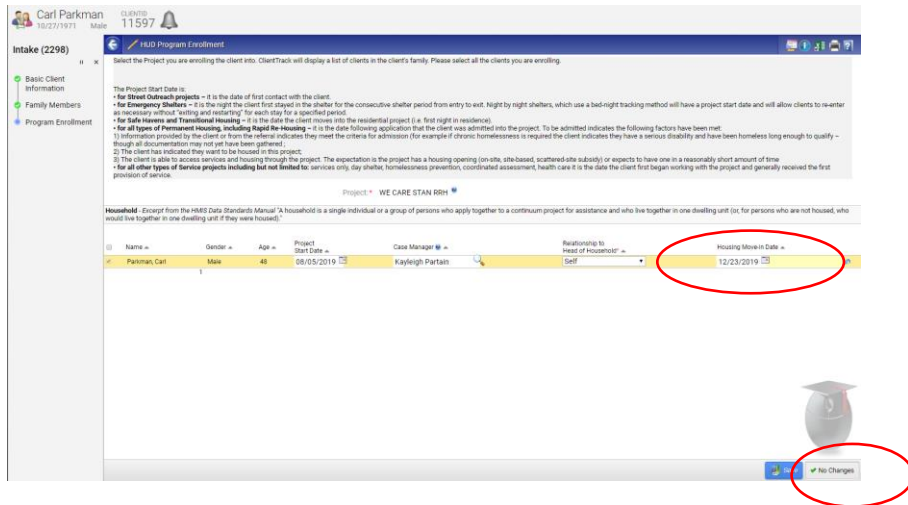 Carl Parkman
10/27/1971 Male
CLIENTID
11597
Intake (2298)
Basic Client
Information
Family Members
Program Enrollment
HUD Program Enrollment
Select the Project you are enrolling the client into. ClientTrack will display a list of clients in the client's family. Please select all the clients you are enrolling.
The Project Start Date is:
• for Street Outreach projects – it is the date of first contact with the client.
• for Emergency Shelters – it is the night the client first stayed in the shelter for the consecutive shelter period from entry to exit. Night by night shelters, which use a bed-night tracking method will have a project start date and will allow clients to re-enter
as necessary without "exiting and restarting" for each stay for a specified period.
• for Safe Havens and Transitional Housing – it is the date the client moves into the residential project (i.e. first night in residence).
• for all types of Permanent Housing, including Rapid Re-Housing – it is the date following application that the client was admitted into the project. To be admitted indicates the following factors have been met:
1) Information provided by the client or from the referral indicates they meet the criteria for admission (for example if chronic homelessness is required the client indicates they have a serious disability and have been homeless long enough to qualify –
though all documentation may not yet have been gathered ;
2) The client has indicated they want to be housed in this project;
3) The client is able to access services and housing through the project. The expectation is the project has a housing opening (on-site, site-based, scattered-site subsidy) or expects to have one in a reasonably short amount of time
• for all other types of Service projects including but not limited to: services only, day shelter, homelessness prevention, coordinated assessment, health care it is the date the client first began working with the project and generally received the first
provision of service.
Project: * WE CARE STAN RRH
Household - Excerpt from the HMIS Data Standards Manual "A household is a single individual or a group of persons who apply together to a continuum project for assistance and who live together in one dwelling unit (or, for persons who are not housed, who
would live together in one dwelling unit if they were housed)."
Name Gender Age Project Start Date Case Manager Relationship to Head of Household* Housing Move-in Date
Parkman, Carl Male 48 08/05/2019 Kayleigh Partain Self 12/23/2019
1
No Changes